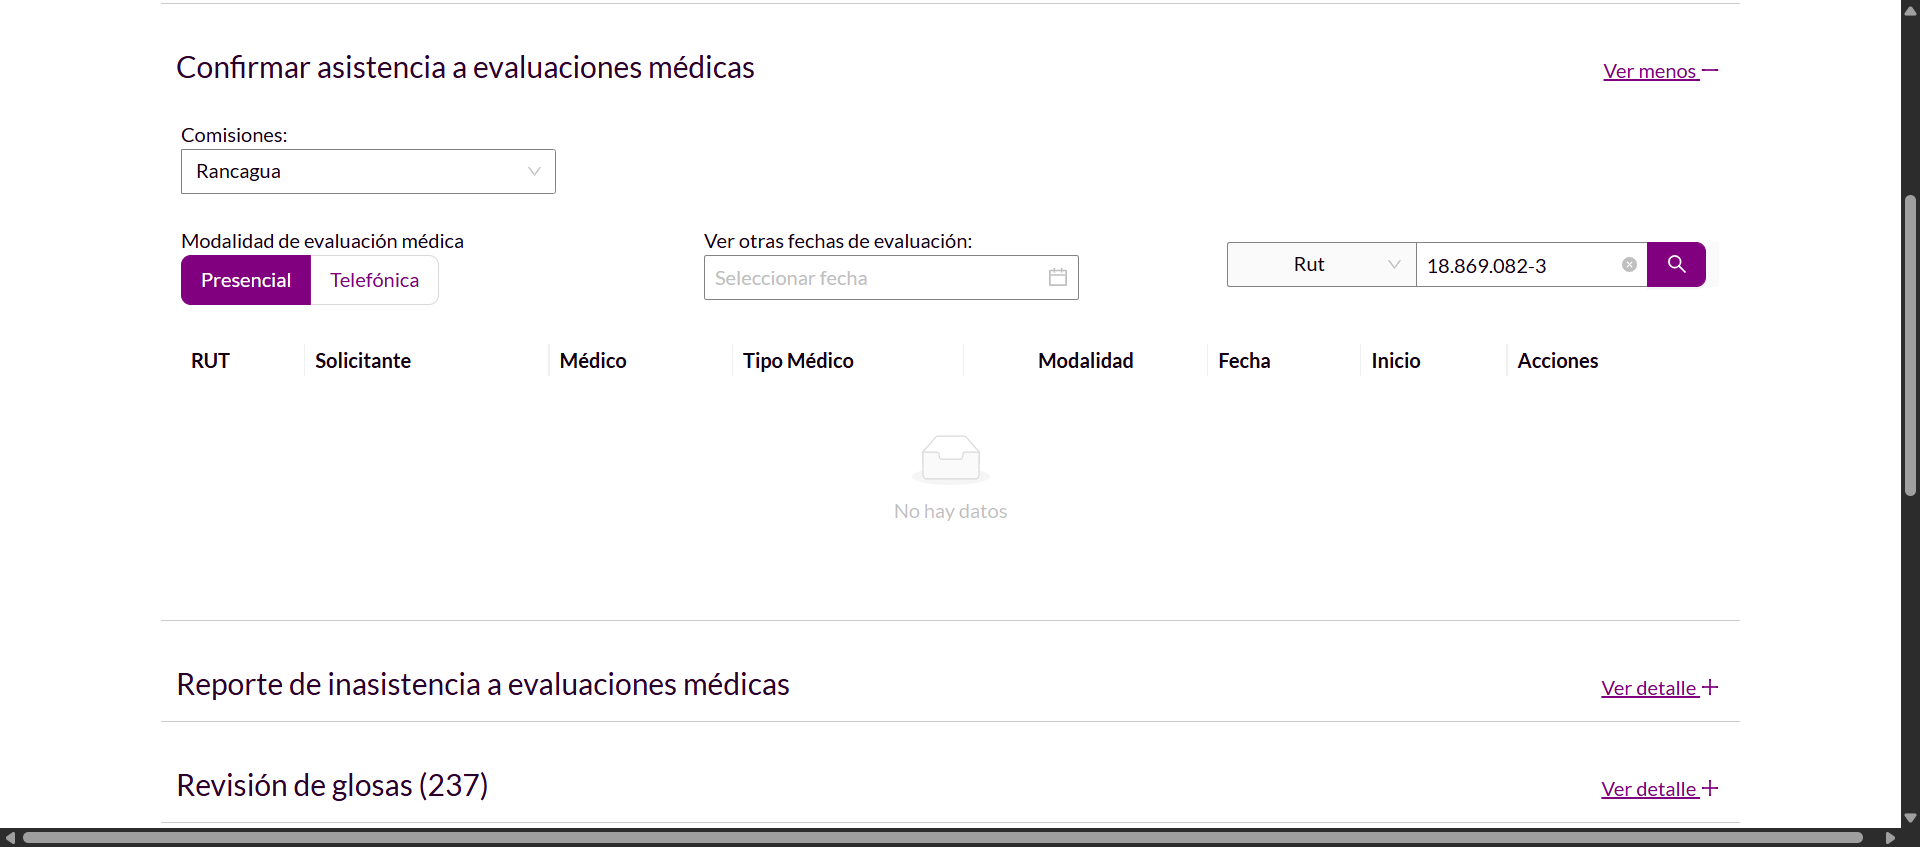 Confirmar asistencia a evaluaciones médicas
Ver menos
Comisiones:
Rancagua
Modalidad de evaluación médica
Presencial
Telefónica
Ver otras fechas de evaluación:
Seleccionar fecha
Rut
18.869.082-3
RUT
Solicitante
Médico
Tipo Médico
Modalidad
Fecha
Inicio
Acciones
No hay datos
Reporte de inasistencia a evaluaciones médicas
Ver detalle
Revisión de glosas (237)
Ver detalle